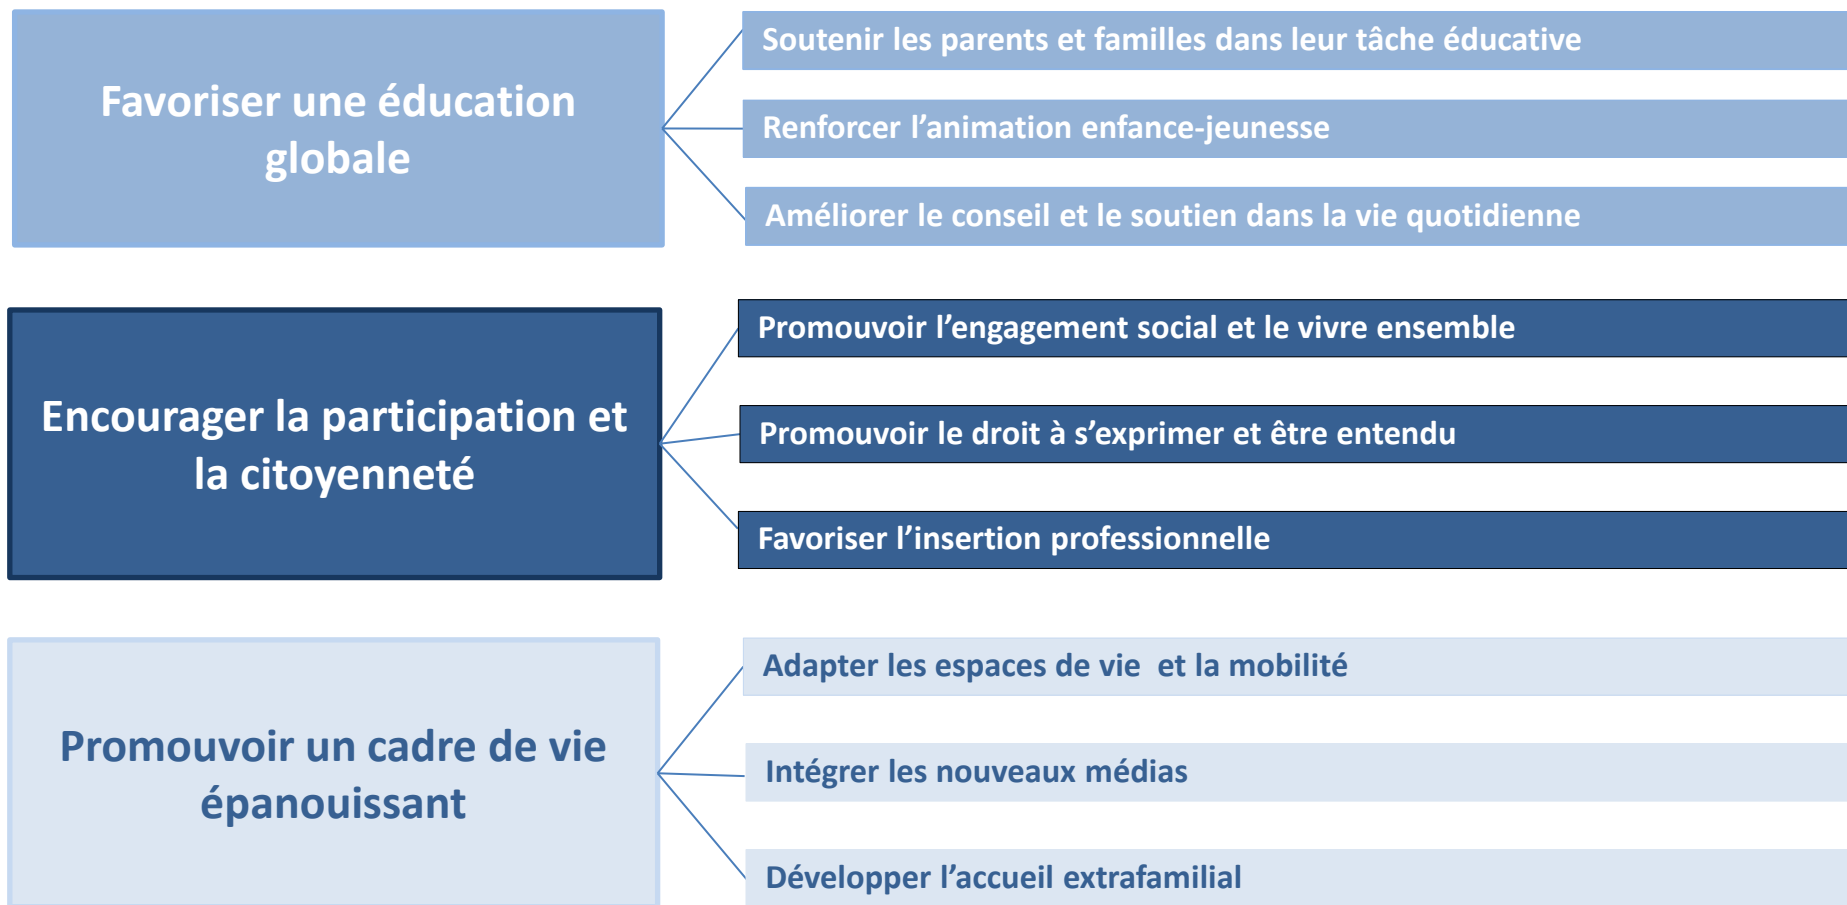 Favoriser une éducation
globale
Soutenir les parents et familles dans leur tâche éducative
Renforcer l’animation enfance-jeunesse
Améliorer le conseil et le soutien dans la vie quotidienne
Encourager la participation et
la citoyenneté
Promouvoir l’engagement social et le vivre ensemble
Promouvoir le droit à s’exprimer et être entendu
Favoriser l’insertion professionnelle
Promouvoir un cadre de vie
épanouissant
Adapter les espaces de vie  et la mobilité
Intégrer les nouveaux médias
Développer l’accueil extrafamilial